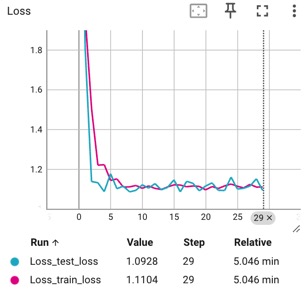 Loss
1.8
1.6
1.4
1.2
0 5 10 15 20 25 29 ×
Run ↑ Value Step Relative
Loss_test_loss 1.0928 29 5.046 min
Loss_train_loss 1.1104 29 5.046 min